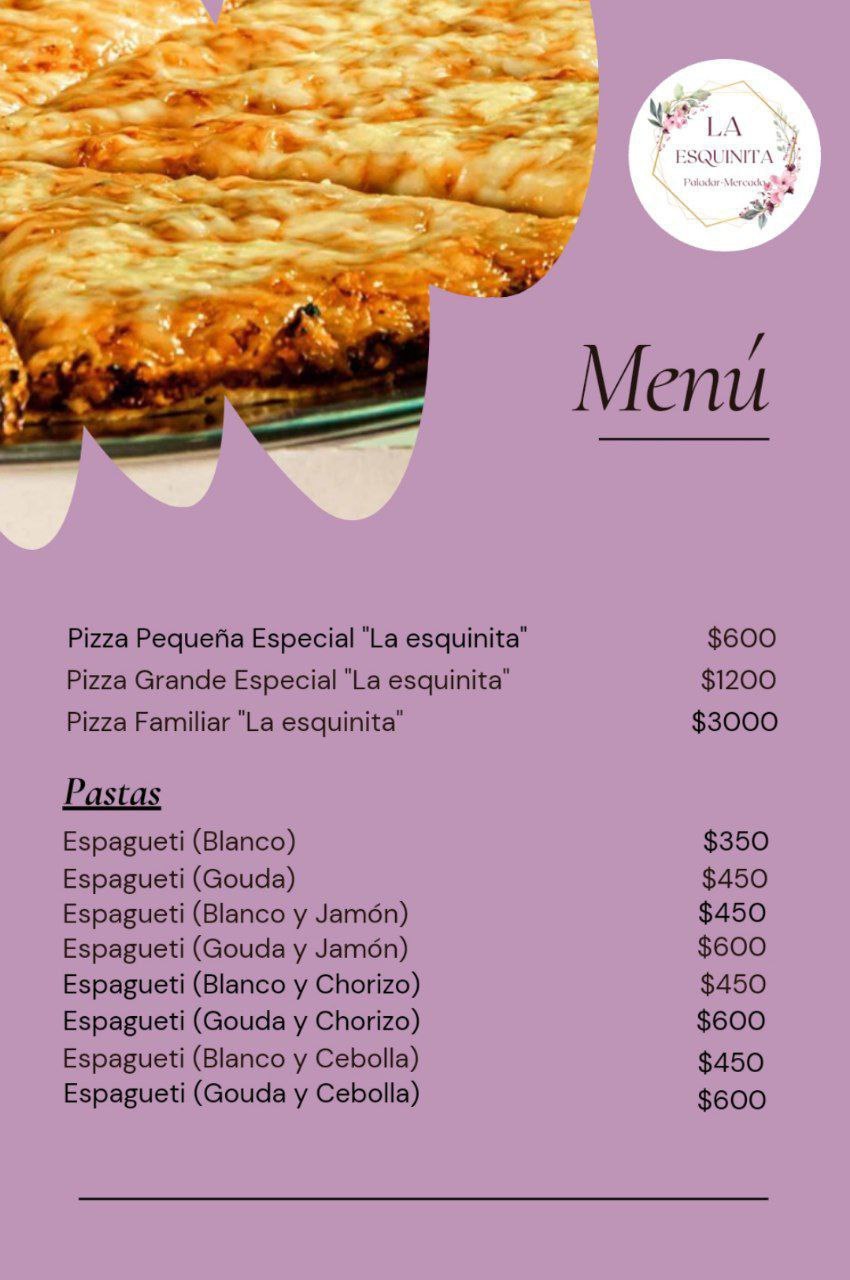 LA
ESQUINITA
Paladar-Mercado
Menú
Pizza Pequeña Especial "La esquinita" $600
Pizza Grande Especial "La esquinita" $1200
Pizza Familiar "La esquinita" $3000
Pastas
Espagueti (Blanco) $350
Espagueti (Gouda) $450
Espagueti (Blanco y Jamón) $450
Espagueti (Gouda y Jamón) $600
Espagueti (Blanco y Chorizo) $450
Espagueti (Gouda y Chorizo) $600
Espagueti (Blanco y Cebolla) $450
Espagueti (Gouda y Cebolla) $600